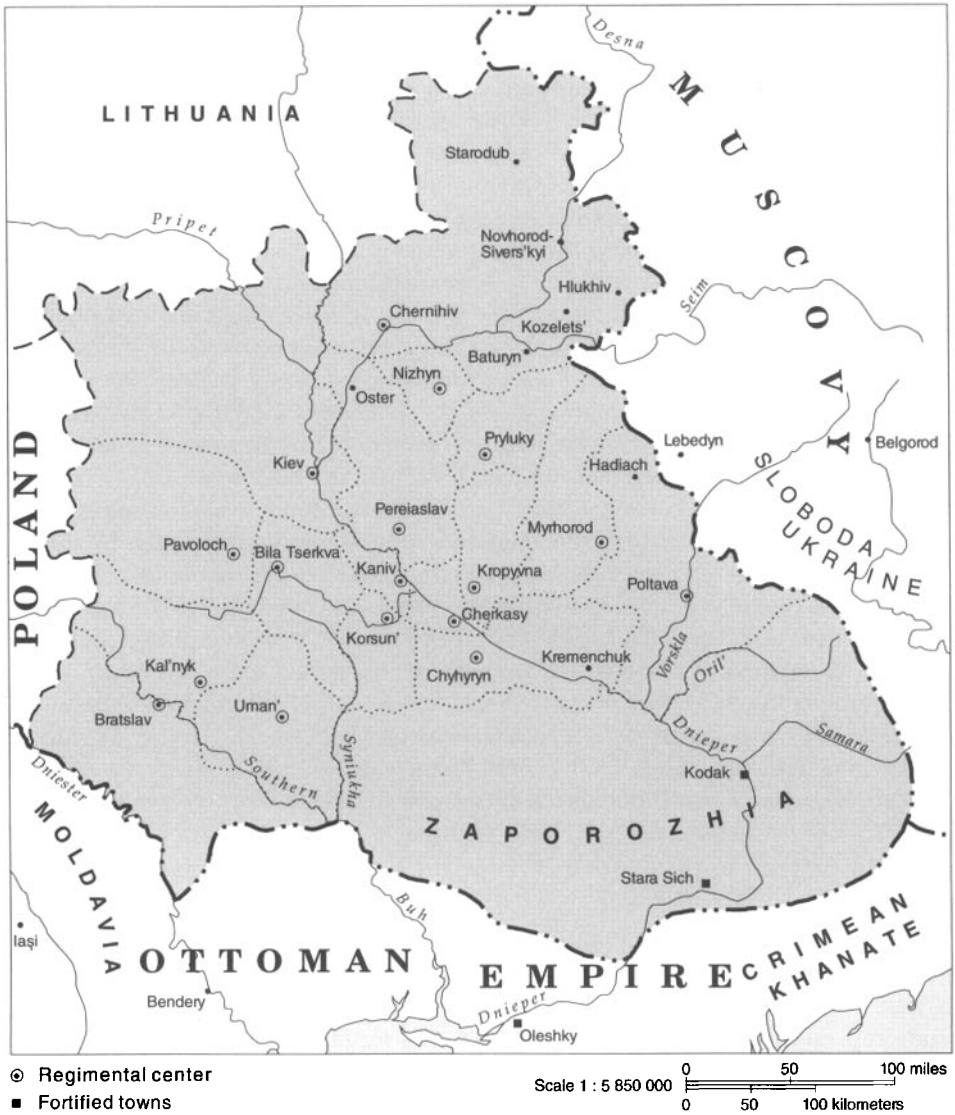 Desna
MUSCOVY
LITHUANIA
Starodub
Pripet
Novhorod-
Sivers'kyi
Hlukhiv
Seim
Chernihiv
Kozelets'
Baturyn
Nizhyn
Oster
POLAND
Pryluky
Lebedyn
Belgorod
Kiev
Hadiach
SLOBODA
UKRAINE
Pereiaslav
Myrhorod
Pavoloch
Bila Tserkva
Kaniv
Kropyvna
Poltava
Cherkasy
Korsun'
Kal'nyk
Chyhyryn
Kremenchuk
Vorskla
Oril'
Bratslav
Uman'
Dnieper
Samara
Syniukha
Southern
Dniester
Kodak
MOLDAVIA
ZAPOROZHIA
Stara Sich
Buh
CRIMEAN
KHANATE
Iaşi
OTTOMAN EMPIRE
Bendery
Dnieper
Oleshky
Regimental center
Fortified towns
Scale 1 : 5 850 000
0 50 100 miles
0 50 100 kilometers